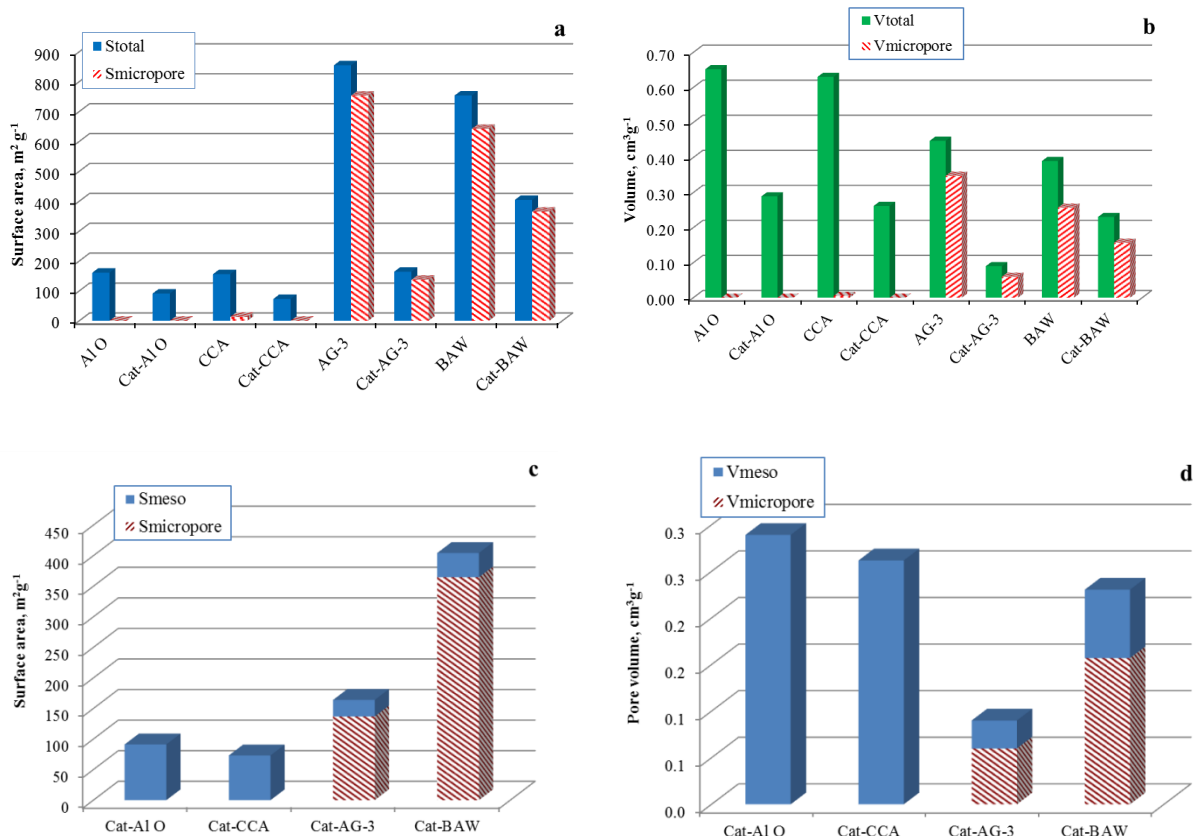 a
Stotal
Smicropore
Surface area, m² g⁻¹
900
800
700
600
500
400
300
200
100
0
Al O
Cat-Al O
CCA
Cat-CCA
AG-3
Cat-AG-3
BAW
Cat-BAW
b
Vtotal
Vmicropore
Volume, cm³g⁻¹
0.70
0.60
0.50
0.40
0.30
0.20
0.10
0.00
Al O
Cat-Al O
CCA
Cat-CCA
AG-3
Cat-AG-3
BAW
Cat-BAW
c
Smeso
Smicropore
Surface area, m²g⁻¹
450
400
350
300
250
200
150
100
50
0
Cat-Al O
Cat-CCA
Cat-AG-3
Cat-BAW
d
Vmeso
Vmicropore
Pore volume, cm³g⁻¹
0.3
0.3
0.2
0.2
0.1
0.1
0.0
Cat-Al O
Cat-CCA
Cat-AG-3
Cat-BAW